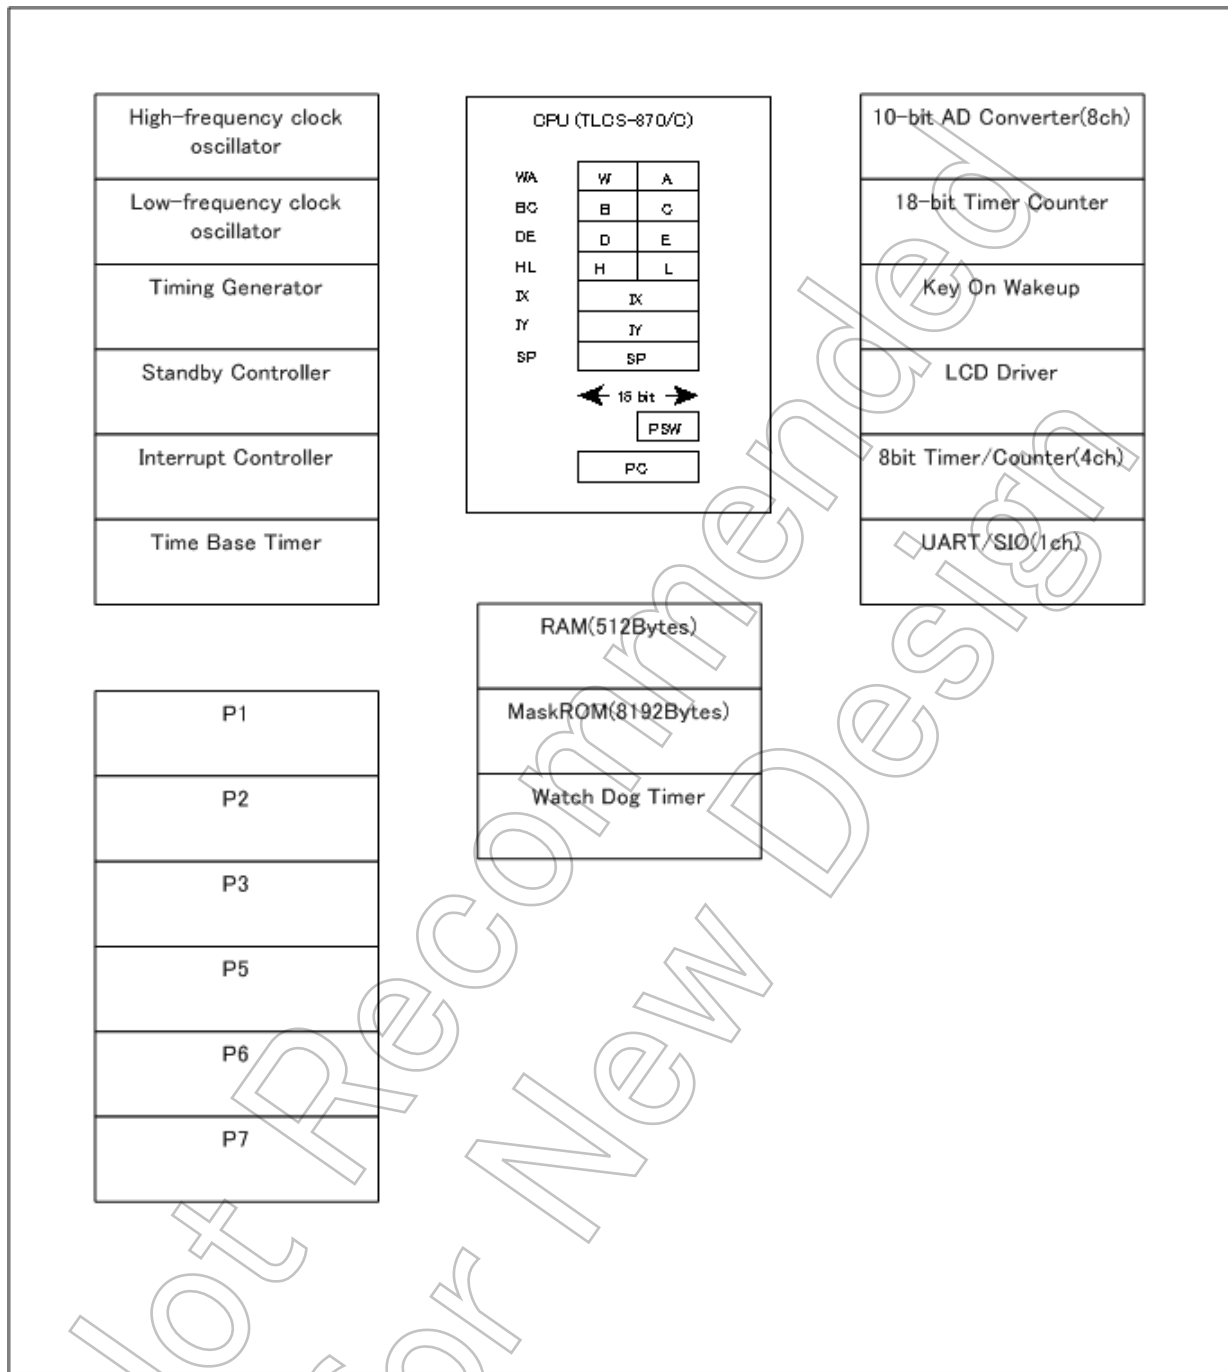 High-frequency clock
oscillator
Low-frequency clock
oscillator
Timing Generator
Standby Controller
Interrupt Controller
Time Base Timer
CPU (TLCS-870/C)
WA W A
BC B C
DE D E
HL H L
IX IX
IY IY
SP SP
16 bit
PSW
PC
10-bit AD Converter(8ch)
18-bit Timer Counter
Key On Wakeup
LCD Driver
8bit Timer/Counter(4ch)
UART/SIO(1ch)
RAM(512Bytes)
MaskROM(8192Bytes)
Watch Dog Timer
P1
P2
P3
P5
P6
P7
Not Recommended
for New Design